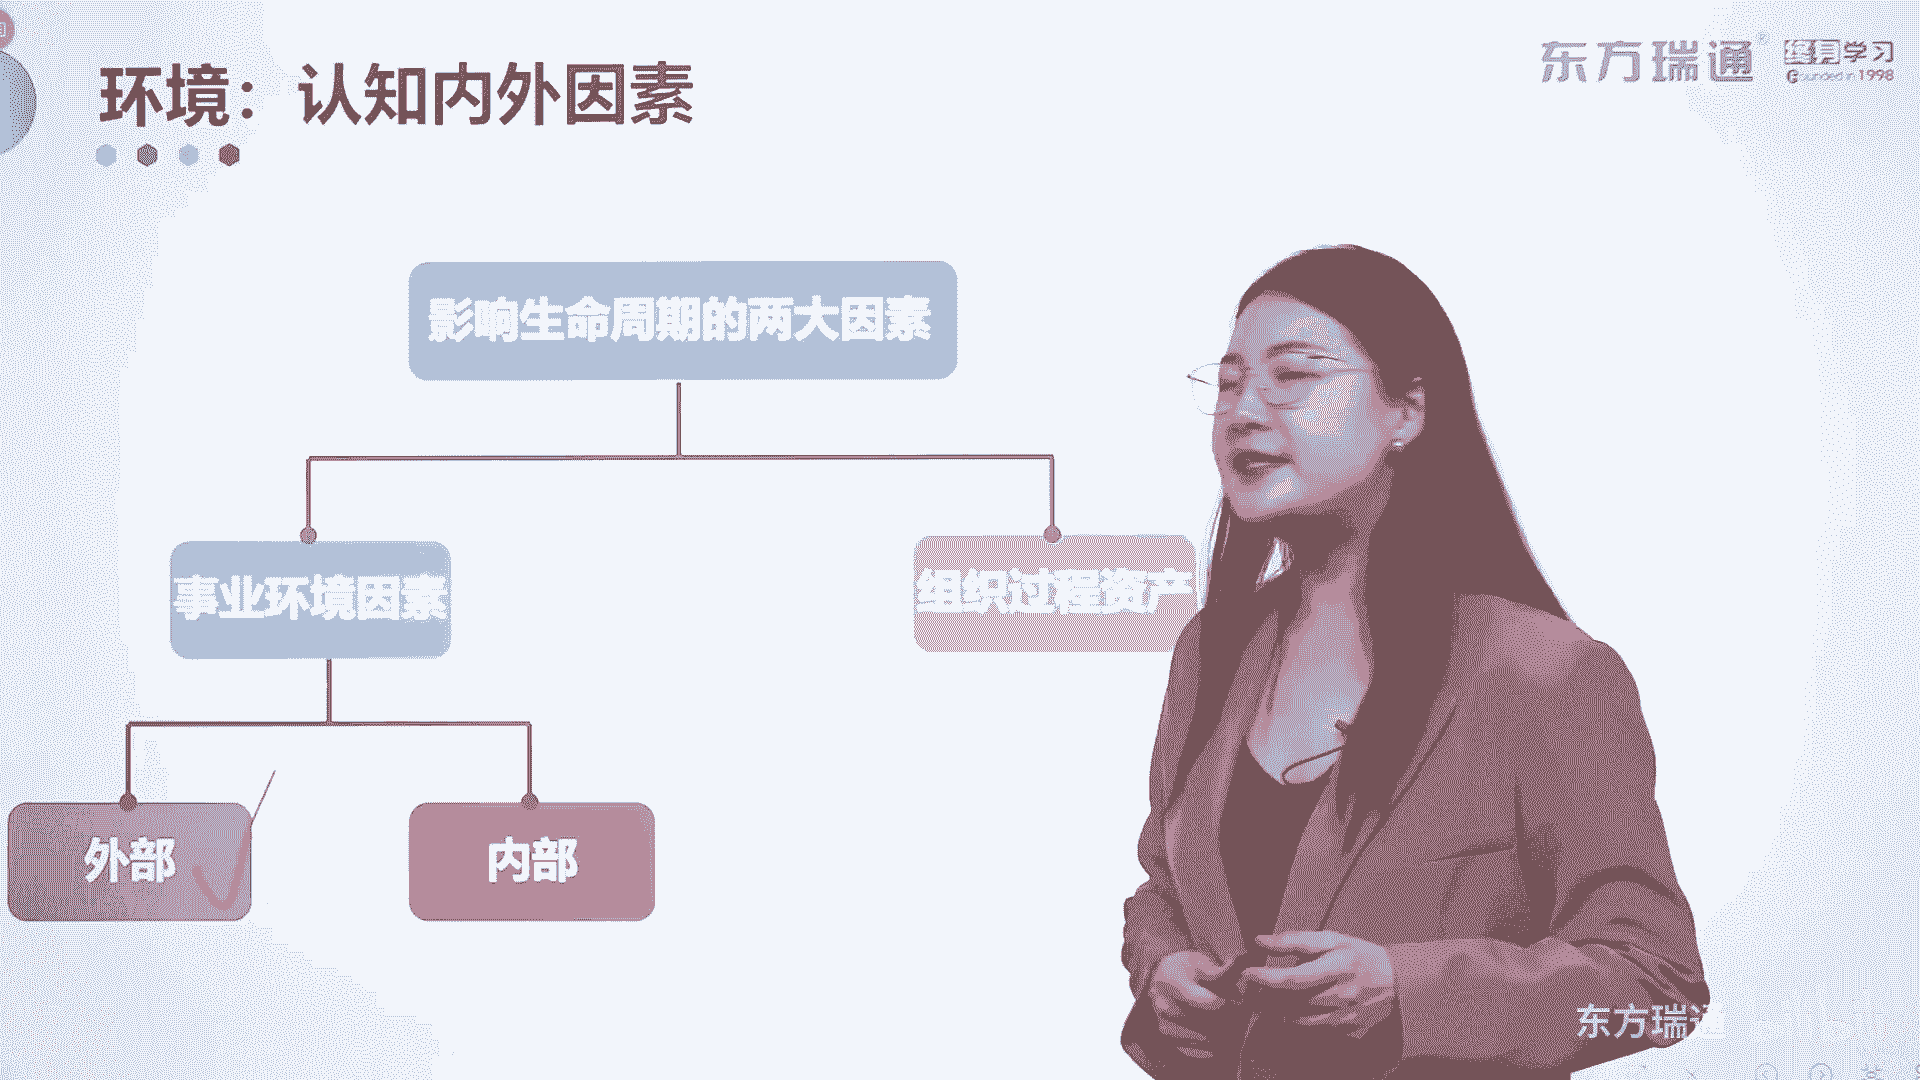 环境：认知内外因素
东方瑞通®
终身学习
Founded in 1998
影响生命周期的两大因素
事业环境因素
组织过程资产
外部
内部
东方瑞通